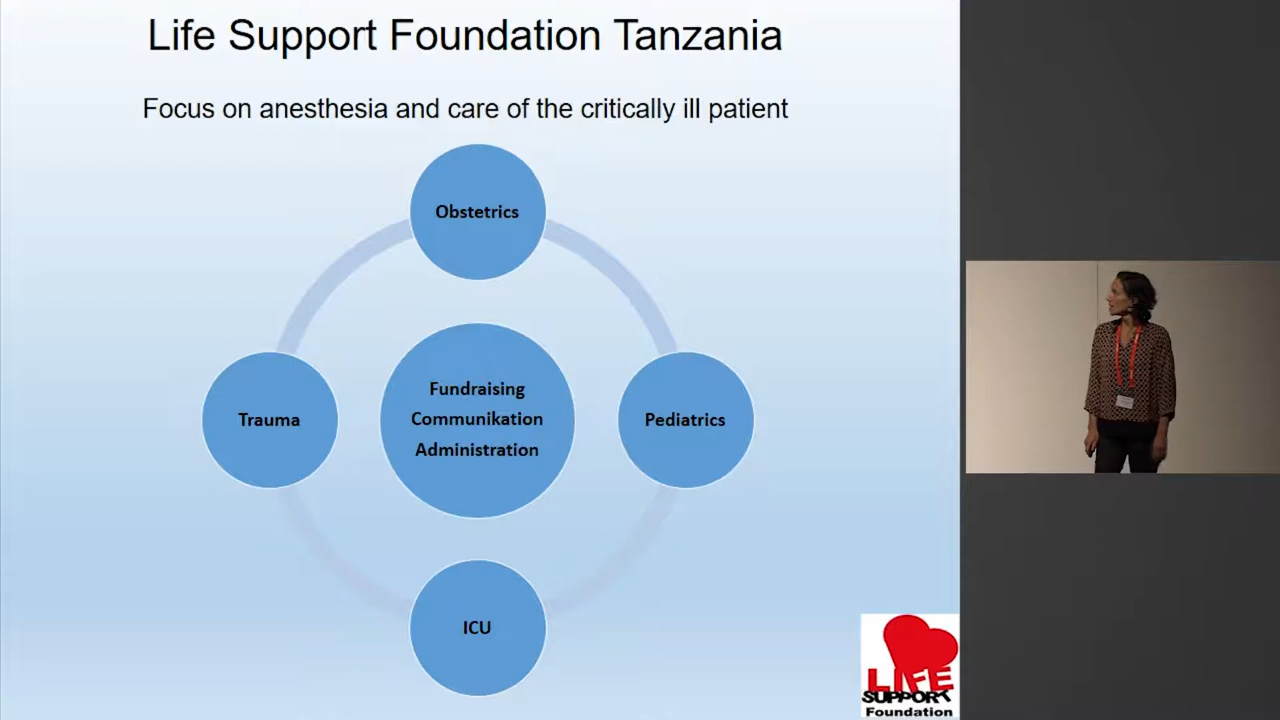 Life Support Foundation Tanzania
Focus on anesthesia and care of the critically ill patient
Obstetrics
Trauma
Fundraising
Communikation
Administration
Pediatrics
ICU
LIFE
SUPPORT
Foundation